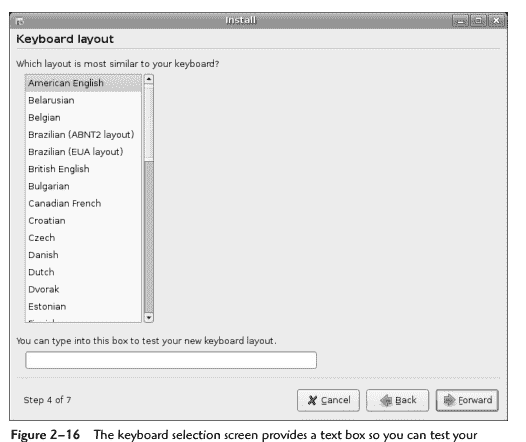 Install
Keyboard layout
Which layout is most similar to your keyboard?
American English
Belarusian
Belgian
Brazilian (ABNT2 layout)
Brazilian (EUA layout)
British English
Bulgarian
Canadian French
Croatian
Czech
Danish
Dutch
Dvorak
Estonian
You can type into this box to test your new keyboard layout.
Step 4 of 7
Cancel
Back
Forward
Figure 2–16 The keyboard selection screen provides a text box so you can test your